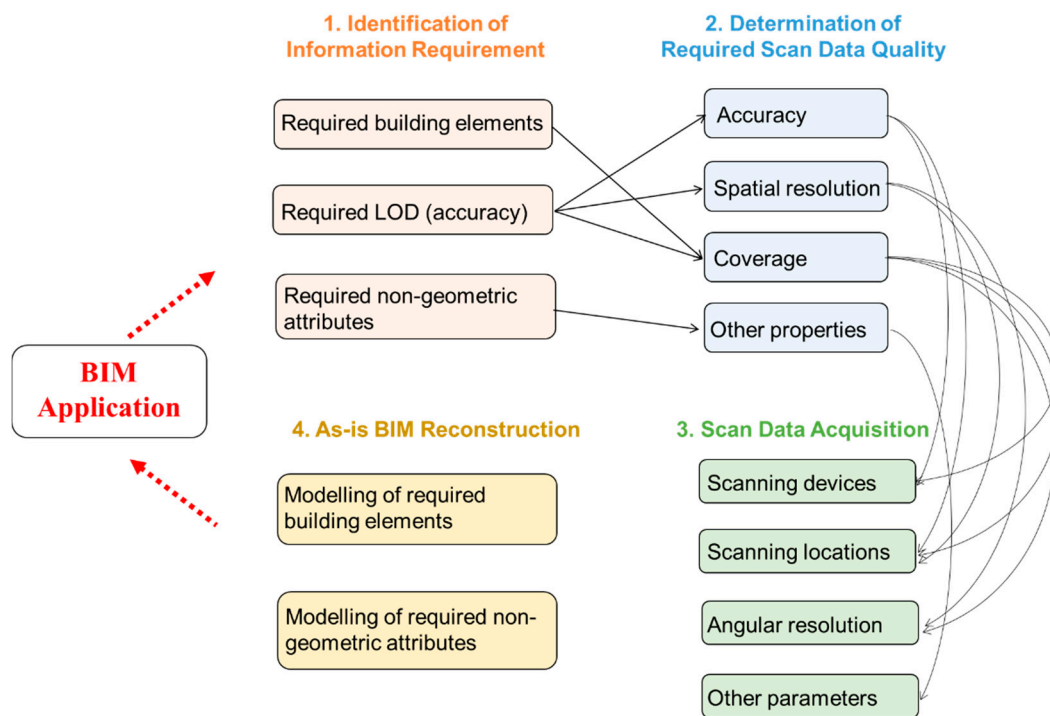 1. Identification of
Information Requirement
Required building elements
Required LOD (accuracy)
Required non-geometric
attributes
2. Determination of
Required Scan Data Quality
Accuracy
Spatial resolution
Coverage
Other properties
BIM
Application
4. As-is BIM Reconstruction
Modelling of required
building elements
Modelling of required non-
geometric attributes
3. Scan Data Acquisition
Scanning devices
Scanning locations
Angular resolution
Other parameters